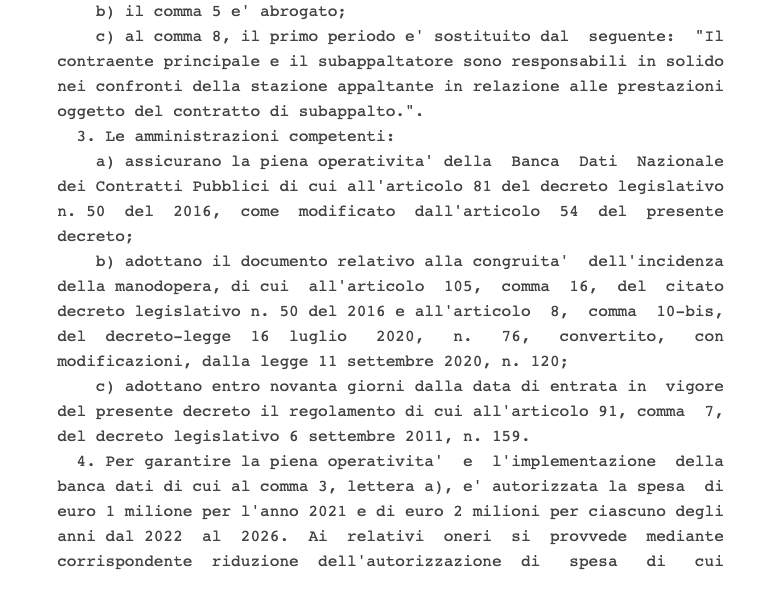 b) il comma 5 e' abrogato;
c) al comma 8, il primo periodo e' sostituito dal seguente: "Il
contraente principale e il subappaltatore sono responsabili in solido
nei confronti della stazione appaltante in relazione alle prestazioni
oggetto del contratto di subappalto.".
3. Le amministrazioni competenti:
a) assicurano la piena operativita' della Banca Dati Nazionale
dei Contratti Pubblici di cui all'articolo 81 del decreto legislativo
n. 50 del 2016, come modificato dall'articolo 54 del presente
decreto;
b) adottano il documento relativo alla congruita' dell'incidenza
della manodopera, di cui all'articolo 105, comma 16, del citato
decreto legislativo n. 50 del 2016 e all'articolo 8, comma 10-bis,
del decreto-legge 16 luglio 2020, n. 76, convertito, con
modificazioni, dalla legge 11 settembre 2020, n. 120;
c) adottano entro novanta giorni dalla data di entrata in vigore
del presente decreto il regolamento di cui all'articolo 91, comma 7,
del decreto legislativo 6 settembre 2011, n. 159.
4. Per garantire la piena operativita' e l'implementazione della
banca dati di cui al comma 3, lettera a), e' autorizzata la spesa di
euro 1 milione per l'anno 2021 e di euro 2 milioni per ciascuno degli
anni dal 2022 al 2026. Ai relativi oneri si provvede mediante
corrispondente riduzione dell'autorizzazione di spesa di cui